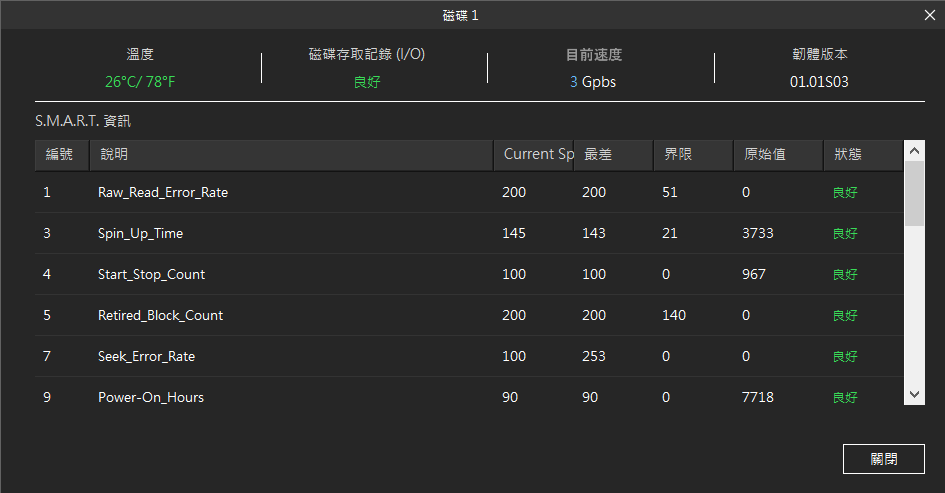 磁碟 1
溫度 磁碟存取記錄 (I/O) 目前速度 韌體版本
26°C/ 78°F 良好 3 Gpbs 01.01S03
S.M.A.R.T. 資訊
編號 說明 Current Sp 最差 界限 原始值 狀態
1 Raw_Read_Error_Rate 200 200 51 0 良好
3 Spin_Up_Time 145 143 21 3733 良好
4 Start_Stop_Count 100 100 0 967 良好
5 Retired_Block_Count 200 200 140 0 良好
7 Seek_Error_Rate 100 253 0 0 良好
9 Power-On_Hours 90 90 0 7718 良好
關閉